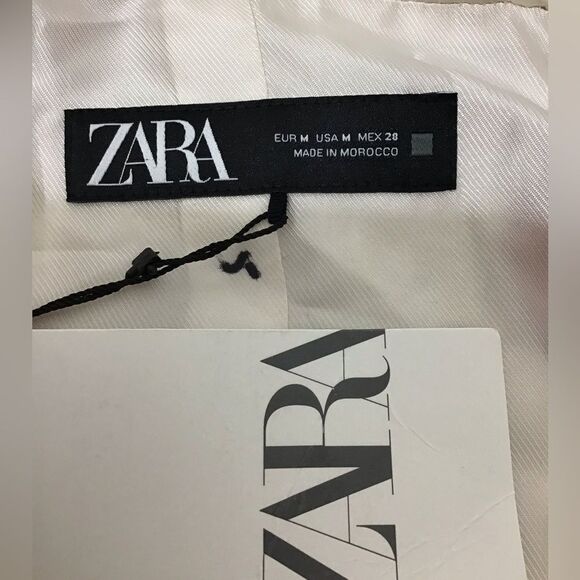 ZARA
EUR M USA M MEX 28
MADE IN MOROCCO
ZARA